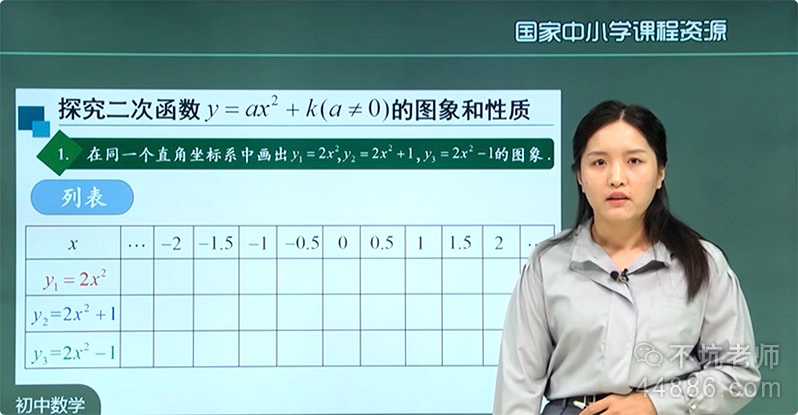 国家中小学课程资源
探究二次函数 y = ax² + k(a ≠ 0)的图象和性质
1. 在同一个直角坐标系中画出y₁ = 2x²,y₂ = 2x² +1,y₃ = 2x² −1的图象.
列表
x … −2 −1.5 −1 −0.5 0 0.5 1 1.5 2 …
y₁ = 2x²
y₂=2x² +1
y₃=2x² −1
初中数学
不坑老师
44886.com